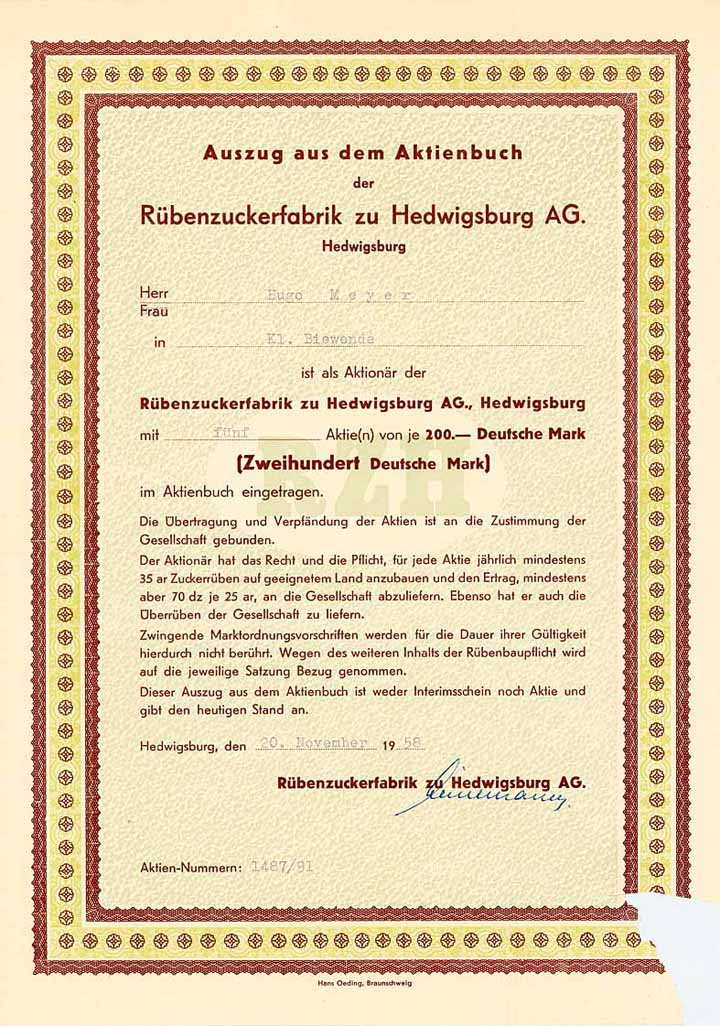 Auszug aus dem Aktienbuch
der
Rübenzuckerfabrik zu Hedwigsburg AG.
Hedwigsburg
Herr Hugo Meyer
Frau
in Kl. Biewende
ist als Aktionär der
Rübenzuckerfabrik zu Hedwigsburg AG., Hedwigsburg
mit fünf Aktie(n) von je 200.— Deutsche Mark
(Zweihundert Deutsche Mark)
RZH
im Aktienbuch eingetragen.
Die Übertragung und Verpfändung der Aktien ist an die Zustimmung der
Gesellschaft gebunden.
Der Aktionär hat das Recht und die Pflicht, für jede Aktie jährlich mindestens
35 ar Zuckerrüben auf geeignetem Land anzubauen und den Ertrag, mindestens
aber 70 dz je 25 ar, an die Gesellschaft abzuliefern. Ebenso hat er auch die
Überrüben der Gesellschaft zu liefern.
Zwingende Marktordnungsvorschriften werden für die Dauer ihrer Gültigkeit
hierdurch nicht berührt. Wegen des weiteren Inhalts der Rübenbaupflicht wird
auf die jeweilige Satzung Bezug genommen.
Dieser Auszug aus dem Aktienbuch ist weder Interimsschein noch Aktie und
gibt den heutigen Stand an.
Hedwigsburg, den 20. November 1958
Rübenzuckerfabrik zu Hedwigsburg AG.
Aktien-Nummern: 1487/91
Hans Oeding, Braunschweig